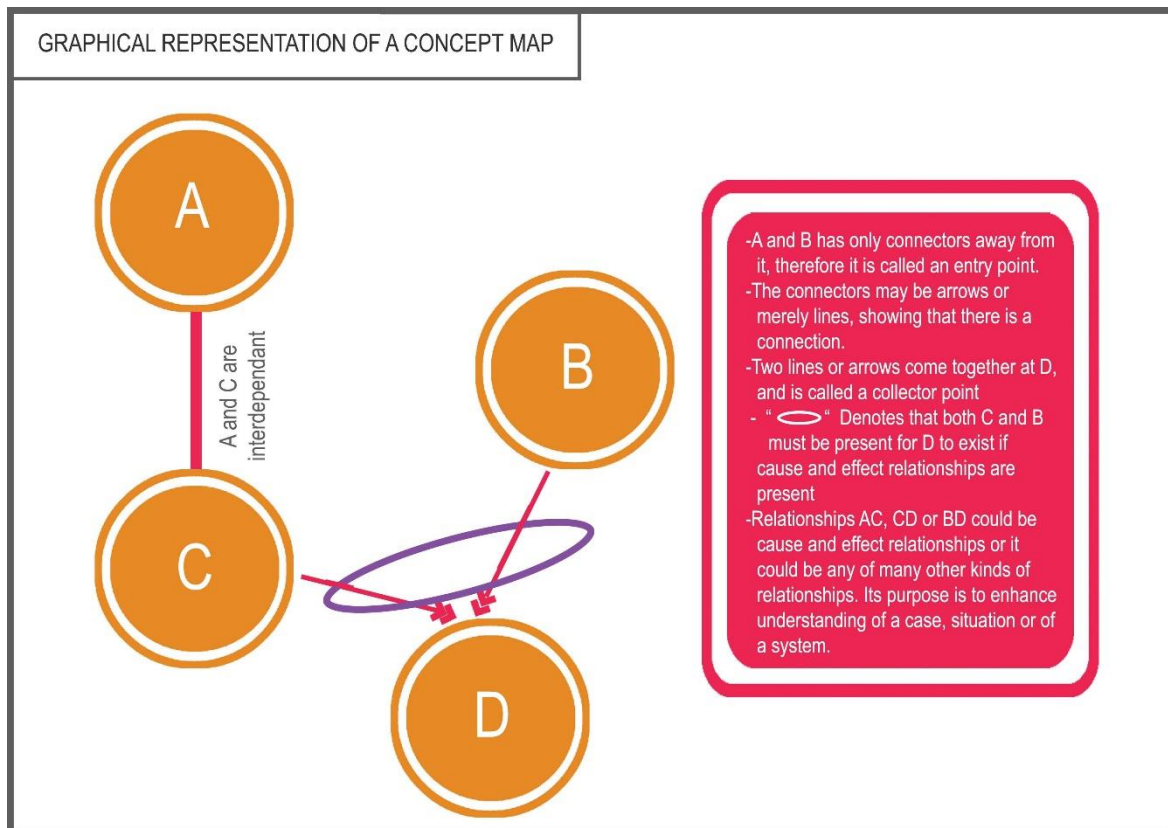 GRAPHICAL REPRESENTATION OF A CONCEPT MAP
A
A and C are
interdependant
B
C
D
-A and B has only connectors away from
it, therefore it is called an entry point.
-The connectors may be arrows or
merely lines, showing that there is a
connection.
-Two lines or arrows come together at D,
and is called a collector point
- “ “ Denotes that both C and B
must be present for D to exist if
cause and effect relationships are
present
-Relationships AC, CD or BD could be
cause and effect relationships or it
could be any of many other kinds of
relationships. Its purpose is to enhance
understanding of a case, situation or of
a system.